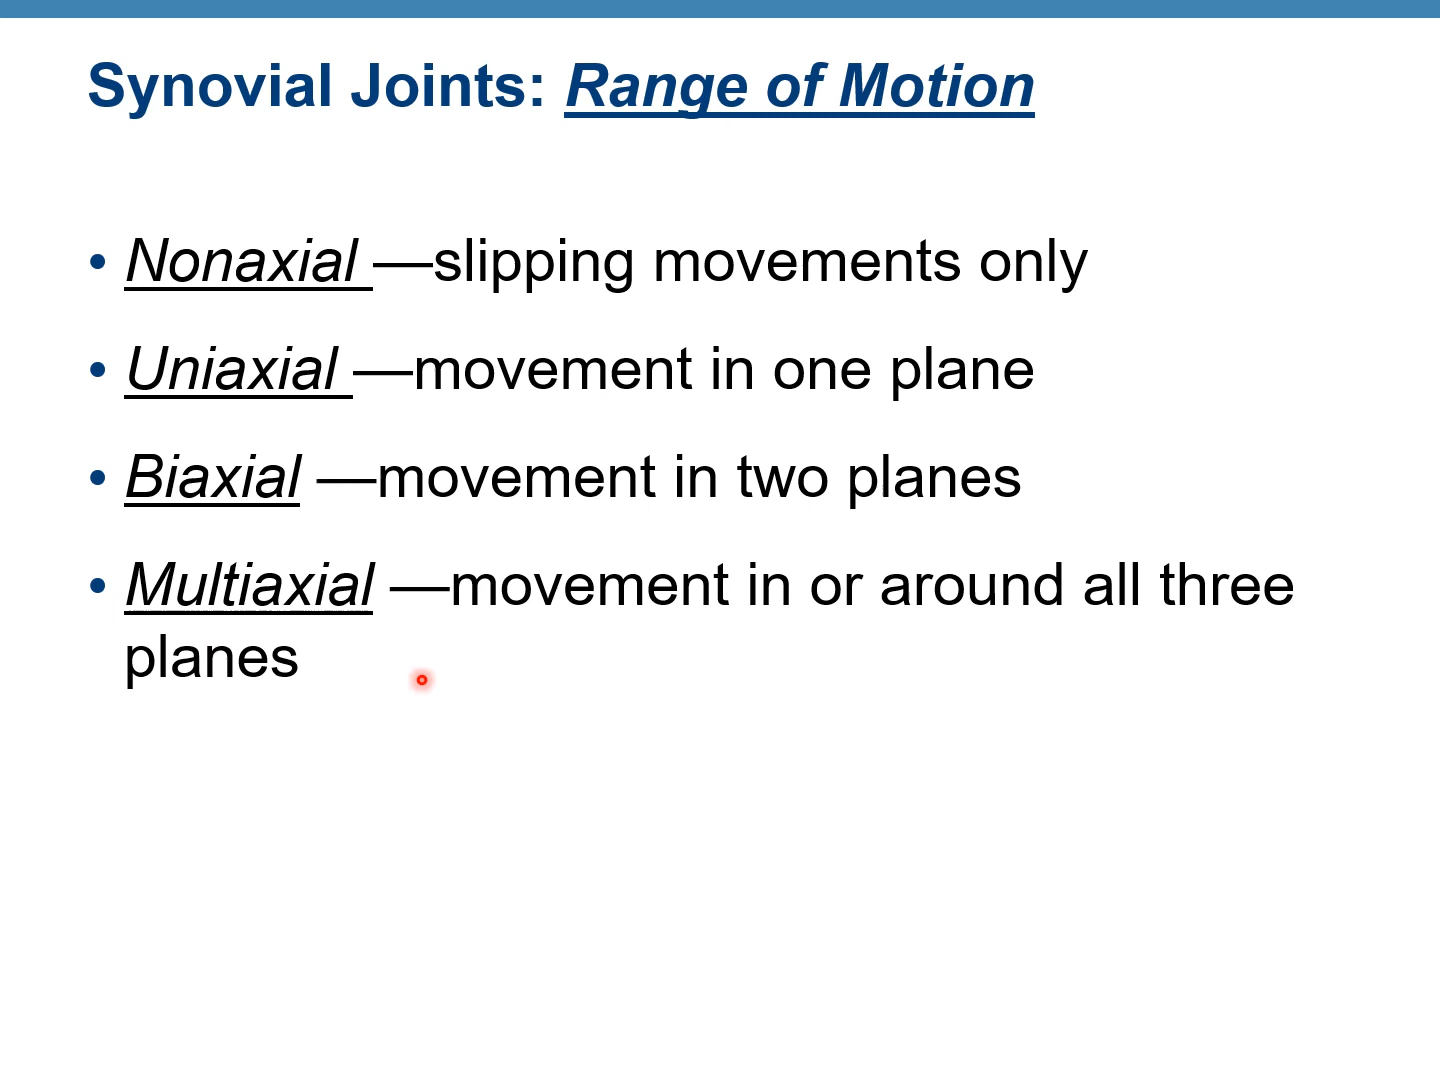 Synovial Joints: Range of Motion
• Nonaxial —slipping movements only
• Uniaxial —movement in one plane
• Biaxial —movement in two planes
• Multiaxial —movement in or around all three
planes